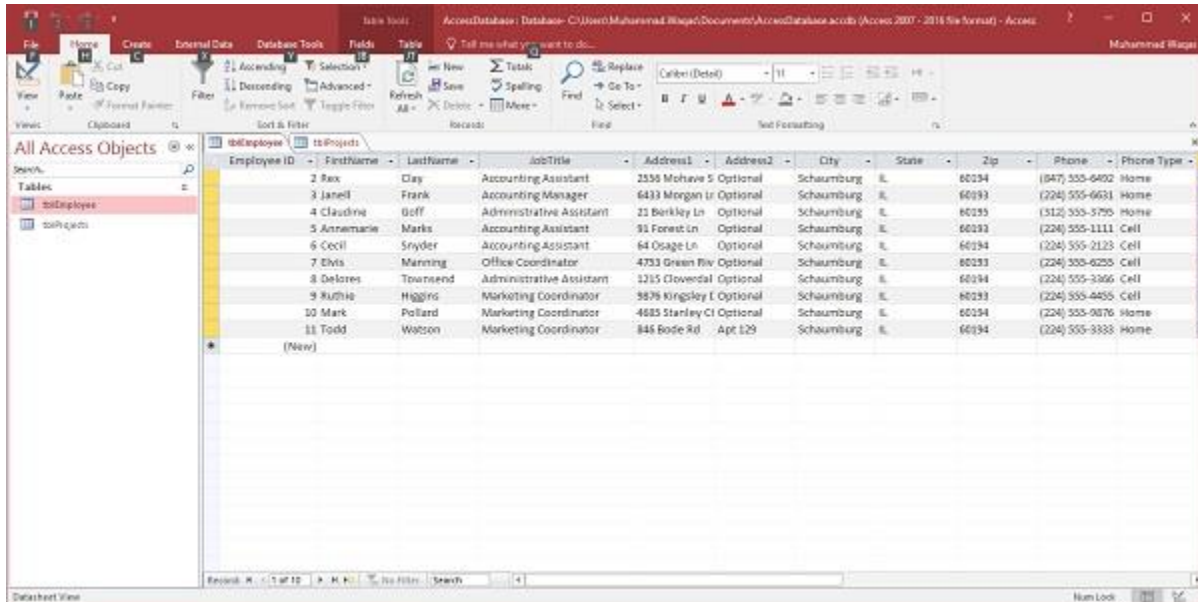 Table Tools AccessDatabase : Database- C:\Users\Muhammad Waqas\Documents\AccessDatabase.accdb (Access 2007 - 2016 file format) - Access
File Home Create External Data Database Tools Fields Table Tell me what you want to do... Muhammad Waqas
View Paste Cut Copy Format Painter
Filter Ascending Descending Remove Sort Selection Advanced Toggle Filter
Refresh All New Save Delete Totals Spelling More
Find Replace Go To Select
Calibri (Detail) 11
B I U
Views Clipboard Sort & Filter Records Find Text Formatting
All Access Objects
Search...
Tables
tblEmployee
tblProjects
tblEmployee tblProjects
Employee ID FirstName LastName JobTitle Address1 Address2 City State Zip Phone Phone Type
2 Rex Clay Accounting Assistant 2556 Mohave S Optional Schaumburg IL 60194 (847) 555-6492 Home
3 Janell Frank Accounting Manager 6433 Morgan Ln Optional Schaumburg IL 60193 (224) 555-6631 Home
4 Claudine Goff Administrative Assistant 21 Berkley Ln Optional Schaumburg IL 60195 (312) 555-3795 Home
5 Annemarie Marks Accounting Assistant 91 Forest Ln Optional Schaumburg IL 60193 (224) 555-1111 Cell
6 Cecil Snyder Accounting Assistant 64 Osage Ln Optional Schaumburg IL 60194 (224) 555-2123 Cell
7 Elvis Manning Office Coordinator 4753 Green Riv Optional Schaumburg IL 60193 (224) 555-6255 Cell
8 Delores Townsend Administrative Assistant 1215 Cloverdal Optional Schaumburg IL 60194 (224) 555-3366 Cell
9 Ruthie Higgins Marketing Coordinator 9876 Kingsley Optional Schaumburg IL 60193 (224) 555-4455 Cell
10 Mark Pollard Marketing Coordinator 4685 Stanley Ct Optional Schaumburg IL 60194 (224) 555-9876 Home
11 Todd Watson Marketing Coordinator 846 Bode Rd Apt 129 Schaumburg IL 60194 (224) 555-3333 Home
(New)
Record: 1 of 10 No Filter Search
Datasheet View Num Lock